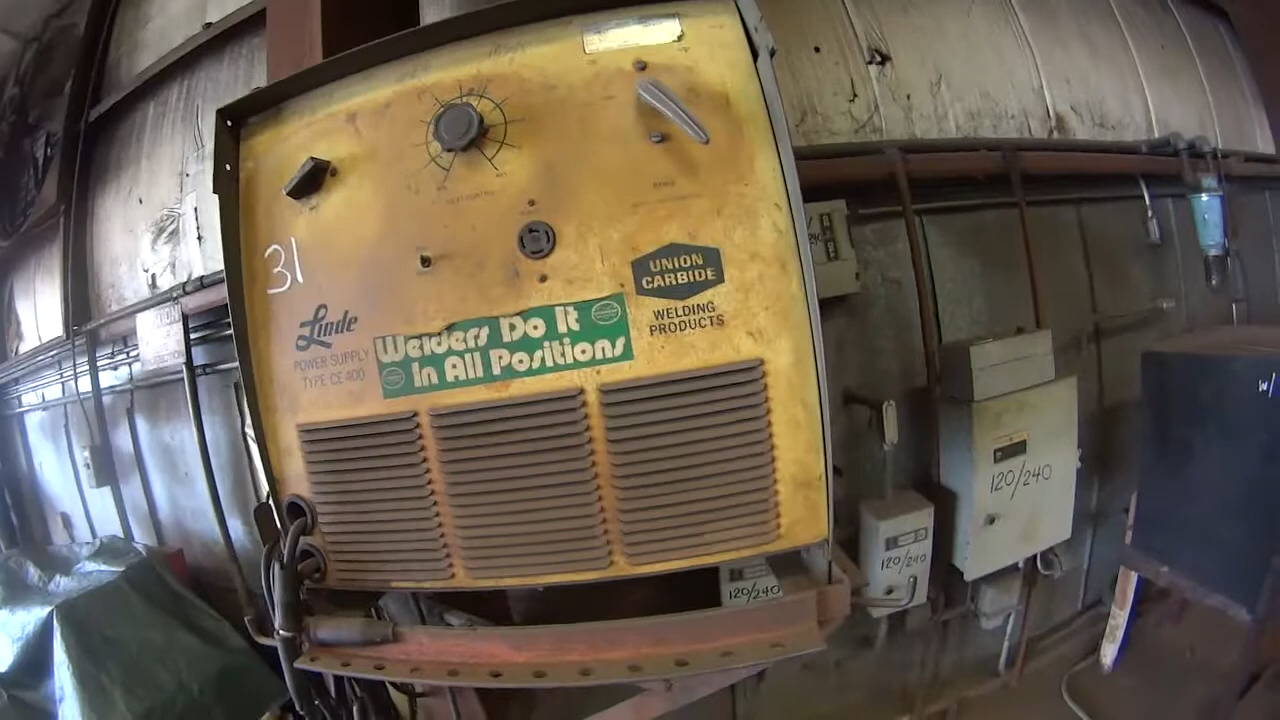 31
UNION
CARBIDE
WELDING
PRODUCTS
Linde
POWER SUPPLY
TYPE CE 400
Welders Do It
In All Positions
120/240
120/240
120/240
w/